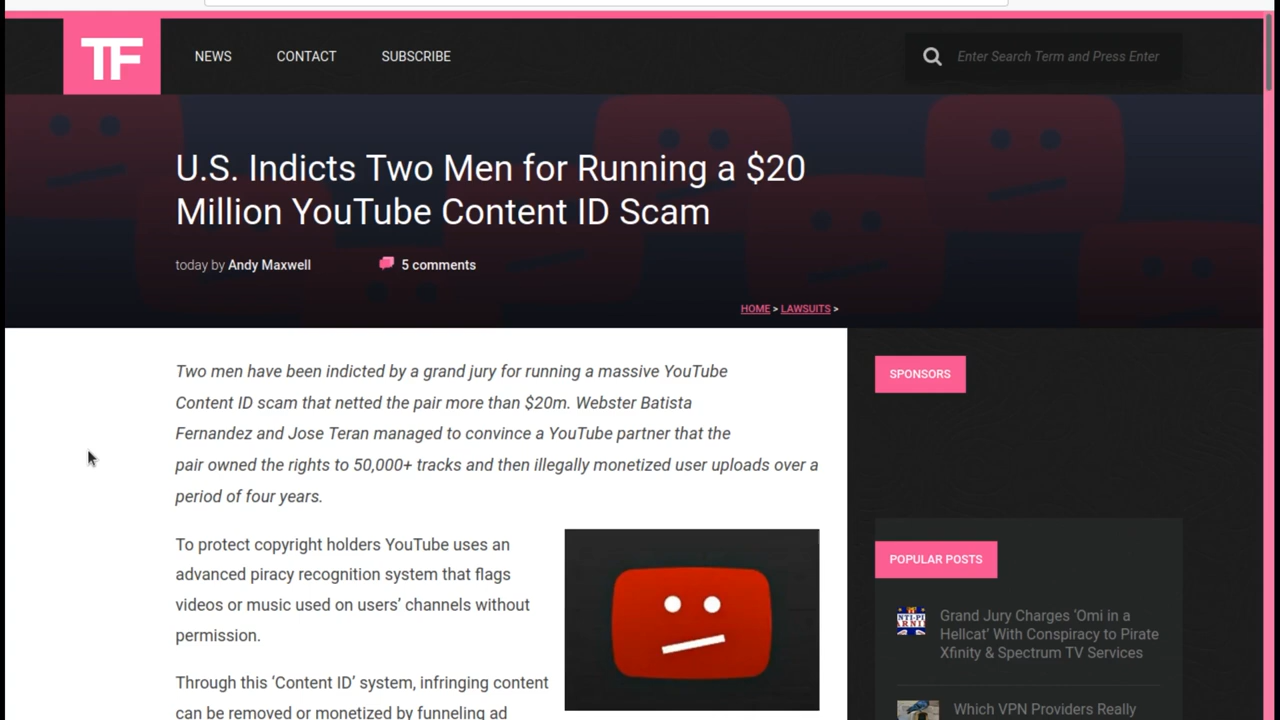 TF
NEWS
CONTACT
SUBSCRIBE
Enter Search Term and Press Enter
U.S. Indicts Two Men for Running a $20
Million YouTube Content ID Scam
today by Andy Maxwell
5 comments
HOME > LAWSUITS >
Two men have been indicted by a grand jury for running a massive YouTube
Content ID scam that netted the pair more than $20m. Webster Batista
Fernandez and Jose Teran managed to convince a YouTube partner that the
pair owned the rights to 50,000+ tracks and then illegally monetized user uploads over a
period of four years.
To protect copyright holders YouTube uses an
advanced piracy recognition system that flags
videos or music used on users’ channels without
permission.
Through this ‘Content ID’ system, infringing content
can be removed or monetized by funneling ad
SPONSORS
POPULAR POSTS
Grand Jury Charges ‘Omi in a
Hellcat’ With Conspiracy to Pirate
Xfinity & Spectrum TV Services
Which VPN Providers Really